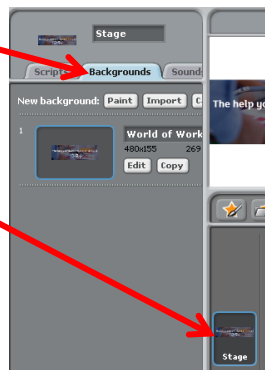 Stage
Scripts Backgrounds Sounds
New background: Paint Import C
The help yo
1
World of Work
480x155 269
Edit Copy
Stage